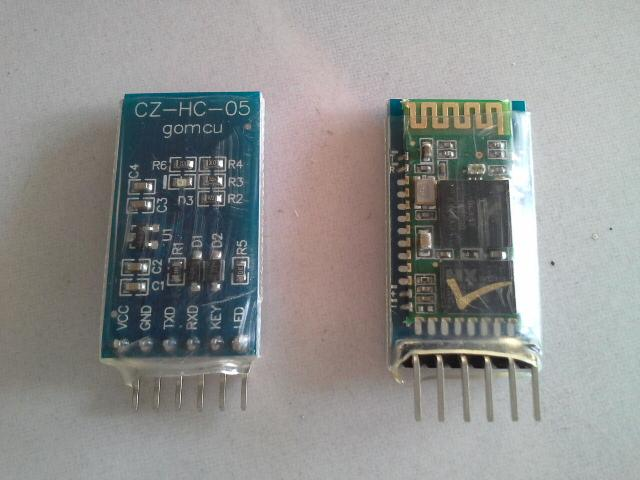 CZ-HC-05
gomcu
C4
R6
R4
R3
D3
R2
C3
U1
R1
D1
D2
R5
C2
C1
VCC
GND
TXD
RXD
KEY
LED